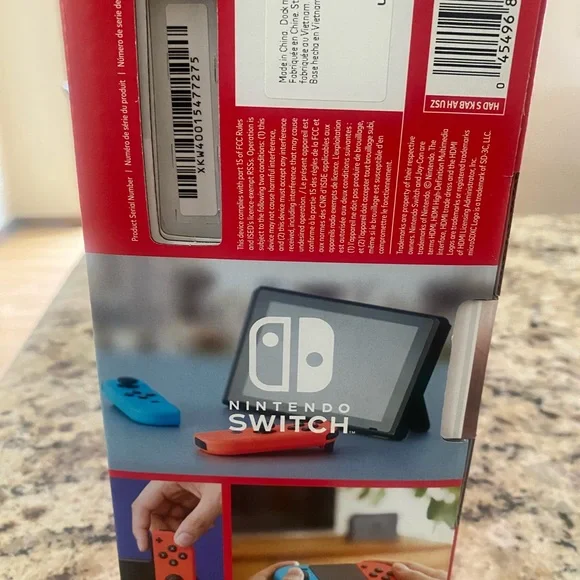 Product Serial Number | Numéro de série du produit | Número de serie de
XKW40015477275
Made in China. Dock m
Fabriquée en Chine. St
fabriquée au Vietnam.
Base hecha en Vietnam
This device complies with part 15 of FCC Rules
and ISED's licence-exempt RSSs. Operation is
subject to the following two conditions: (1) this
device may not cause harmful interference,
and (2) this device must accept any interference
received, including interference that may cause
undesired operation. / Le présent appareil est
conforme à la partie 15 des règles de la FCC et
aux normes des CNR d'ISDE applicables aux
appareils radio exempts de licence. L'exploitation
est autorisée aux deux conditions suivantes :
(1) l'appareil ne doit pas produire de brouillage,
et (2) l'appareil doit accepter tout brouillage subi,
même si le brouillage est susceptible d'en
compromettre le fonctionnement.
0 45496 8
HAD S KAB AH USZ
Trademarks are property of their respective
owners. Nintendo Switch and Joy-Con are
trademarks of Nintendo. © Nintendo. The
terms HDMI, HDMI High-Definition Multimedia
Interface, HDMI trade dress and the HDMI
Logos are trademarks or registered trademarks
of HDMI Licensing Administrator, Inc.
microSDXC Logo is a trademark of SD-3C, LLC.
NINTENDO
SWITCH™